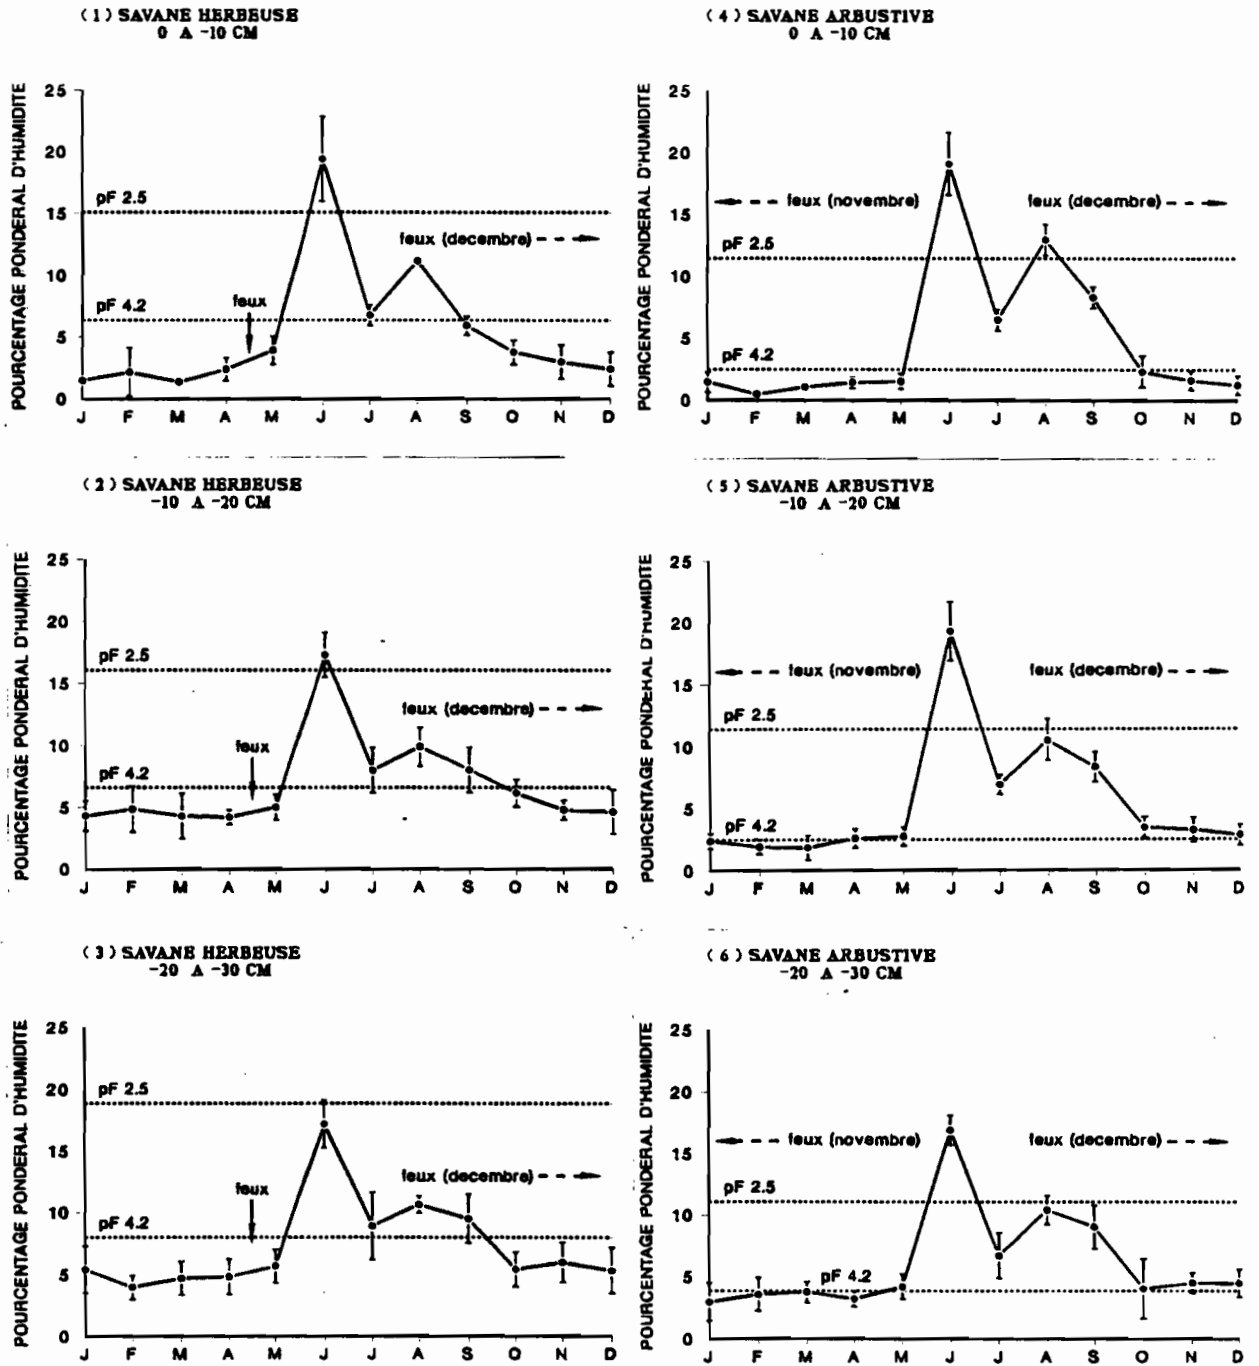 (1) SAVANE HERBEUSE
0 A -10 CM
POURCENTAGE PONDERAL D'HUMIDITE
25
20
15
10
5
0
pF 2.5
feux (decembre)
pF 4.2
feux
J F M A M J J A S O N D
(4) SAVANE ARBUSTIVE
0 A -10 CM
POURCENTAGE PONDERAL D'HUMIDITE
25
20
15
10
5
0
feux (novembre)
feux (decembre)
pF 2.5
pF 4.2
J F M A M J J A S O N D
(2) SAVANE HERBEUSE
-10 A -20 CM
POURCENTAGE PONDERAL D'HUMIDITE
25
20
15
10
5
0
pF 2.5
feux (decembre)
feux
pF 4.2
J F M A M J J A S O N D
(5) SAVANE ARBUSTIVE
-10 A -20 CM
POURCENTAGE PONDERAL D'HUMIDITE
25
20
15
10
5
0
feux (novembre)
feux (decembre)
pF 2.5
pF 4.2
J F M A M J J A S O N D
(3) SAVANE HERBEUSE
-20 A -30 CM
POURCENTAGE PONDERAL D'HUMIDITE
25
20
15
10
5
0
pF 2.5
feux (decembre)
feux
pF 4.2
J F M A M J J A S O N D
(6) SAVANE ARBUSTIVE
-20 A -30 CM
POURCENTAGE PONDERAL D'HUMIDITE
25
20
15
10
5
0
feux (novembre)
feux (decembre)
pF 2.5
pF 4.2
J F M A M J J A S O N D